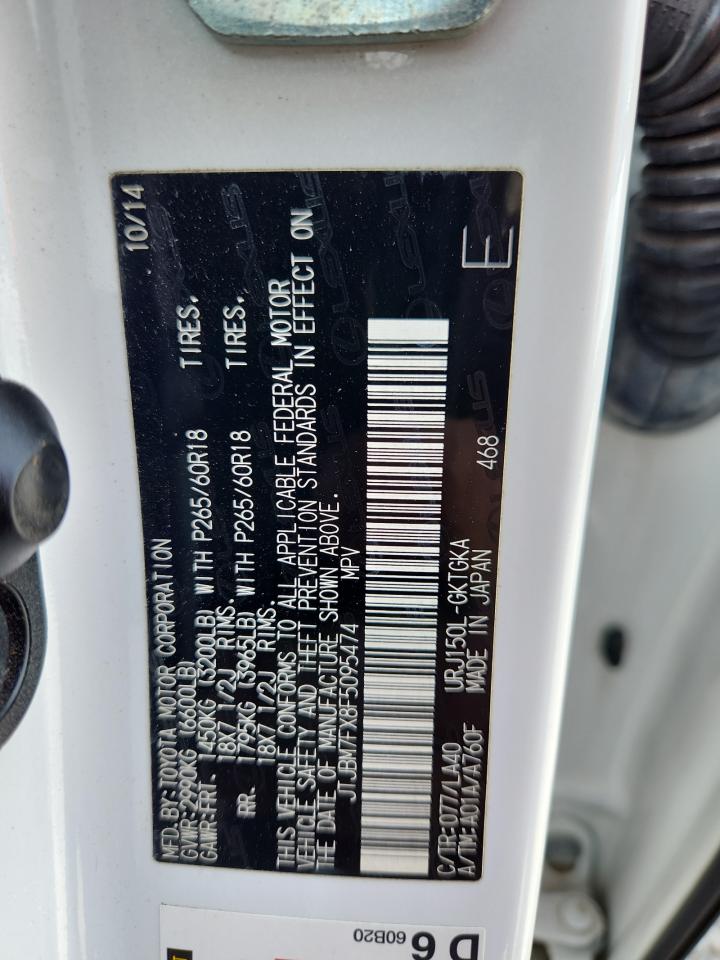 MFD.BY:TOYOTA MOTOR CORPORATION 10/14
GVWR:2990KG (6600LB)
GAWR:FRT. 1450KG (3200LB) WITH P265/60R18 TIRES.
18X7 1/2J RIMS.
RR. 1795KG (3965LB) WITH P265/60R18 TIRES.
18X7 1/2J RIMS.
THIS VEHICLE CONFORMS TO ALL APPLICABLE FEDERAL MOTOR
VEHICLE SAFETY AND THEFT PREVENTION STANDARDS IN EFFECT ON
THE DATE OF MANUFACTURE SHOWN ABOVE.
JTJBM7FX8F5095474 MPV
C/TR:077/LA40 URJ150L-GKTGKA 468 E
A/TM:A01A/A760F MADE IN JAPAN
LEXUS
D6
60B20